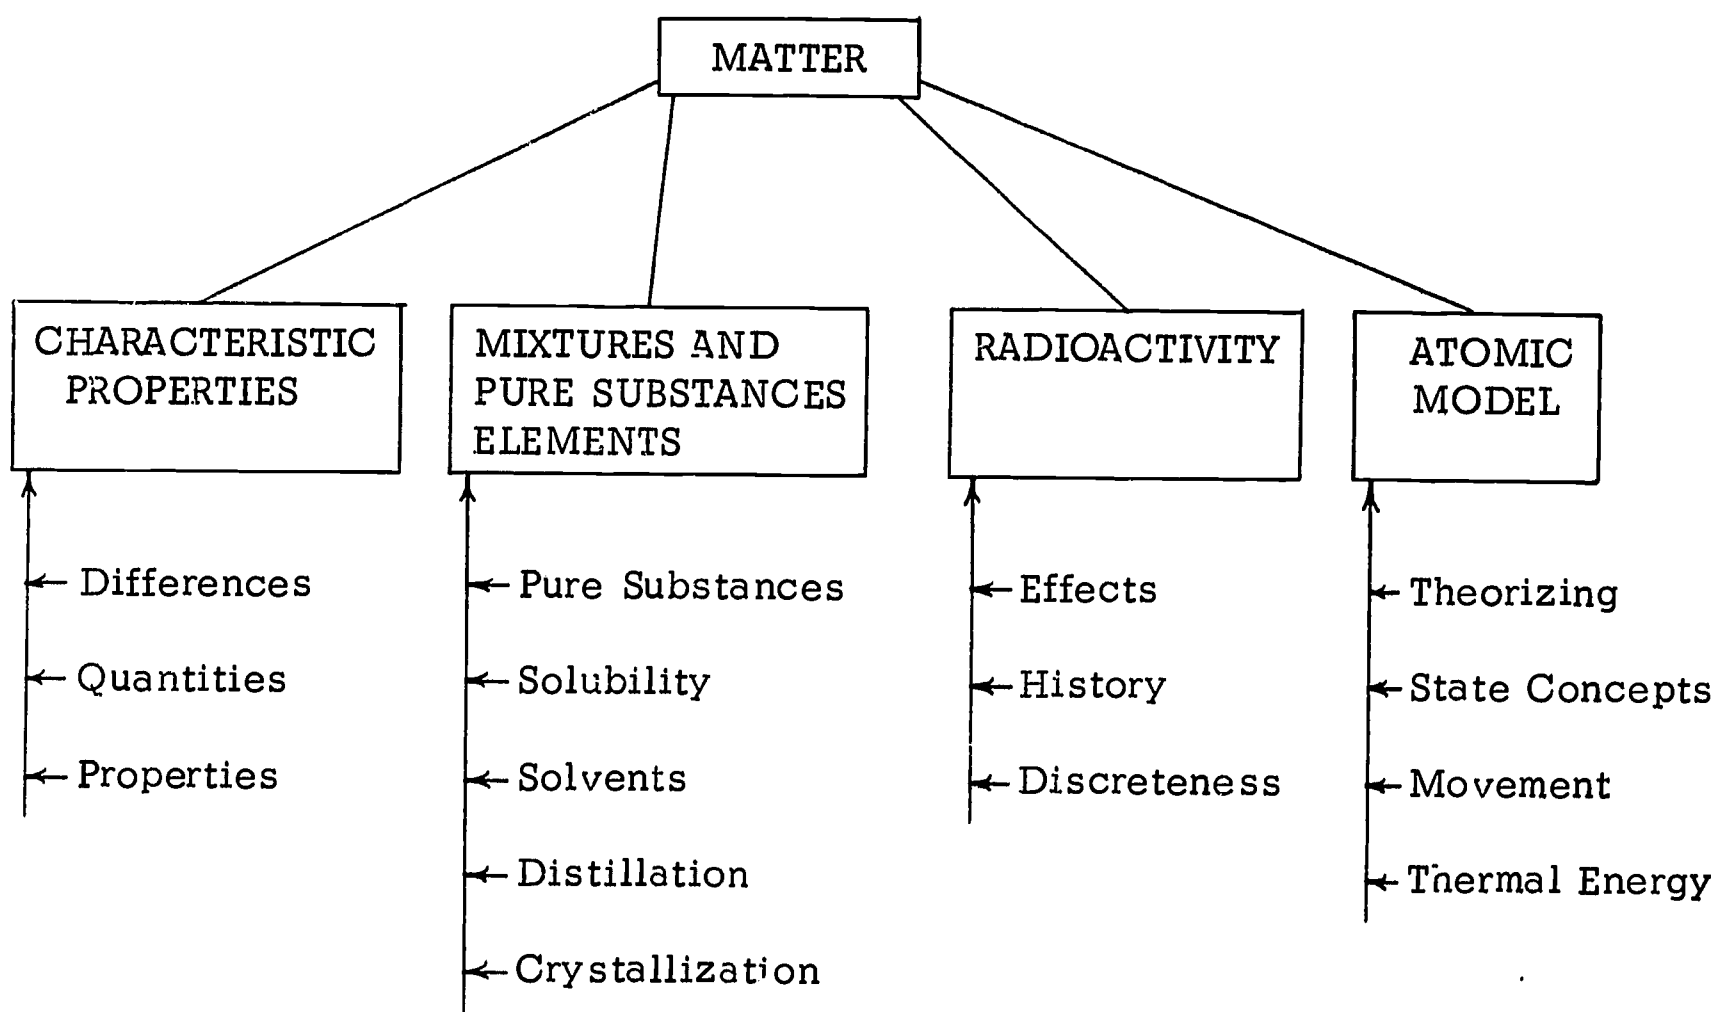 MATTER
CHARACTERISTIC
PROPERTIES
MIXTURES AND
PURE SUBSTANCES
ELEMENTS
RADIOACTIVITY
ATOMIC
MODEL
Differences
Quantities
Properties
Pure Substances
Solubility
Solvents
Distillation
Crystallization
Effects
History
Discreteness
Theorizing
State Concepts
Movement
Thermal Energy